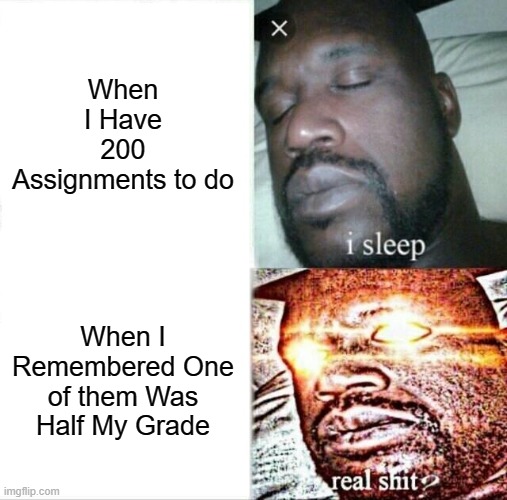 When
I Have
200
Assignments to do
i sleep
When I
Remembered One
of them Was
Half My Grade
real shit?
imgflip.com